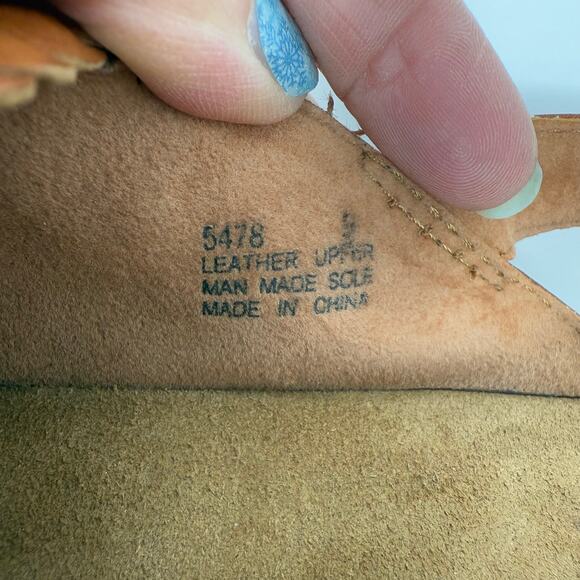 5478
LEATHER UPPER
MAN MADE SOLE
MADE IN CHINA